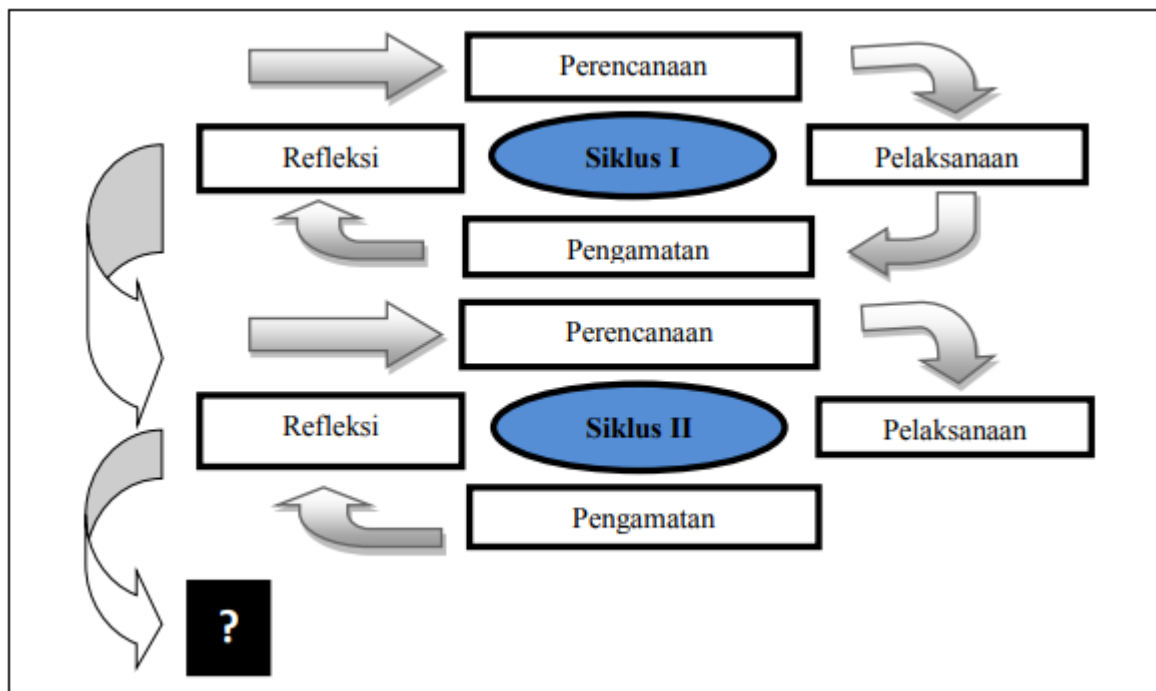 Perencanaan
Refleksi
Siklus I
Pelaksanaan
Pengamatan
Perencanaan
Refleksi
Siklus II
Pelaksanaan
Pengamatan
?